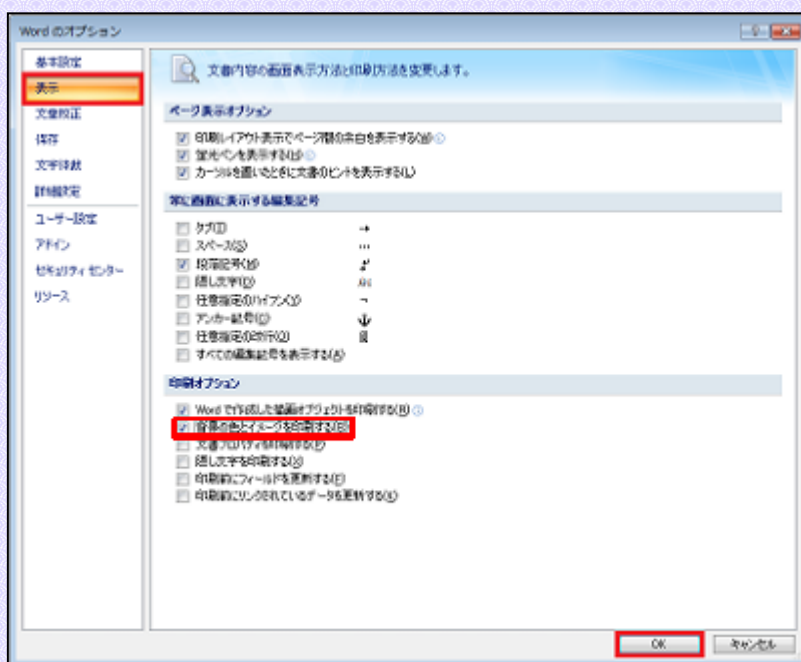 Word のオプション
基本設定
表示
文章校正
保存
文字体裁
詳細設定
ユーザー設定
アドイン
セキュリティ センター
リソース
文書内容の画面表示方法と印刷方法を変更します。
ページ表示オプション
印刷レイアウト表示でページ間の余白を表示する(W)
蛍光ペンを表示する(H)
カーソルを置いたときに文書のヒントを表示する(L)
常に画面に表示する編集記号
タブ(T)
スペース(S)
段落記号(M)
隠し文字(D)
任意指定のハイフン(Y)
アンカー記号(C)
任意指定の改行(O)
すべての編集記号を表示する(A)
印刷オプション
Word で作成した描画オブジェクトを印刷する(R)
背景の色とイメージを印刷する(B)
文書プロパティを印刷する(P)
隠し文字を印刷する(X)
印刷前にフィールドを更新する(F)
印刷前にリンクされているデータを更新する(K)
OK
キャンセル